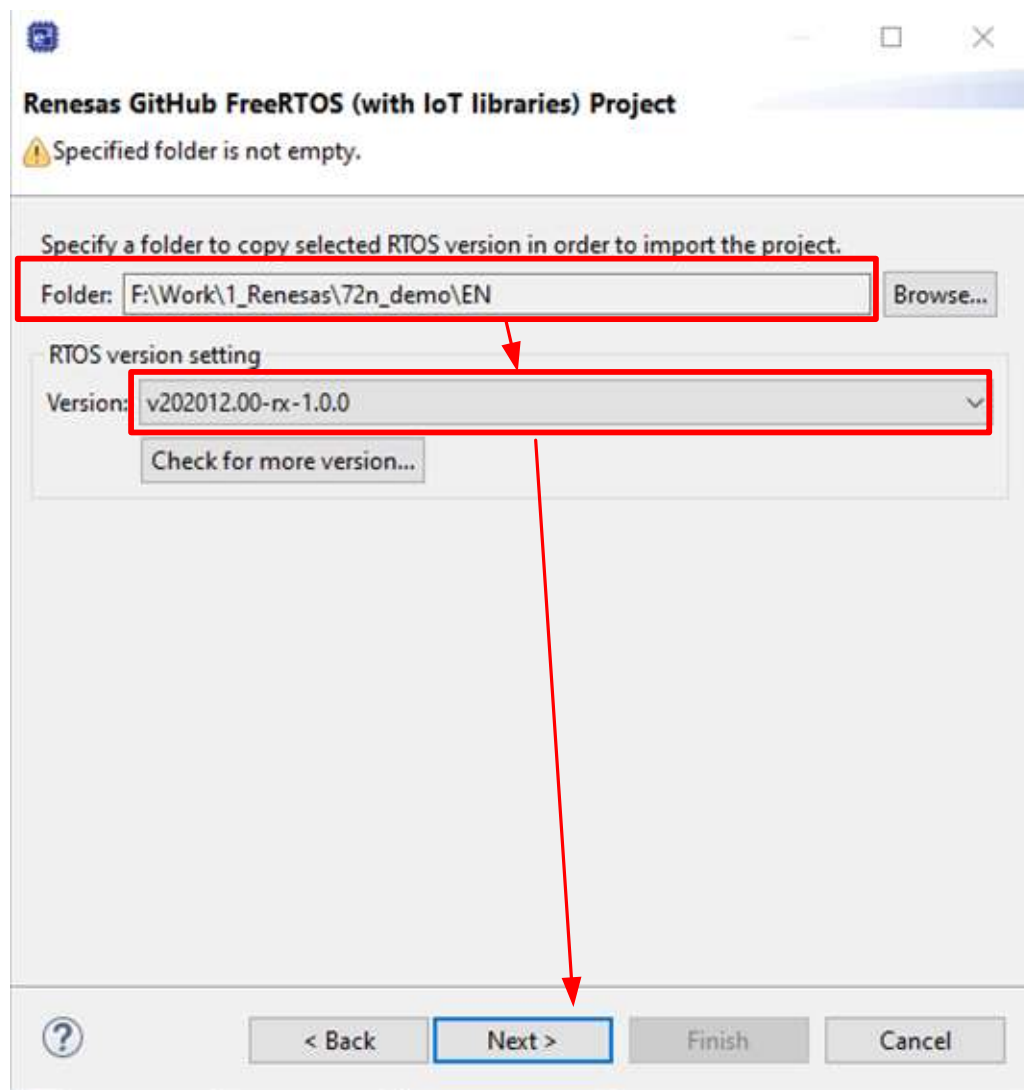 Renesas GitHub FreeRTOS (with IoT libraries) Project
Specified folder is not empty.
Specify a folder to copy selected RTOS version in order to import the project.
Folder: F:\Work\1_Renesas\72n_demo\EN Browse...
RTOS version setting
Version: v202012.00-rx-1.0.0
Check for more version...
? < Back Next > Finish Cancel